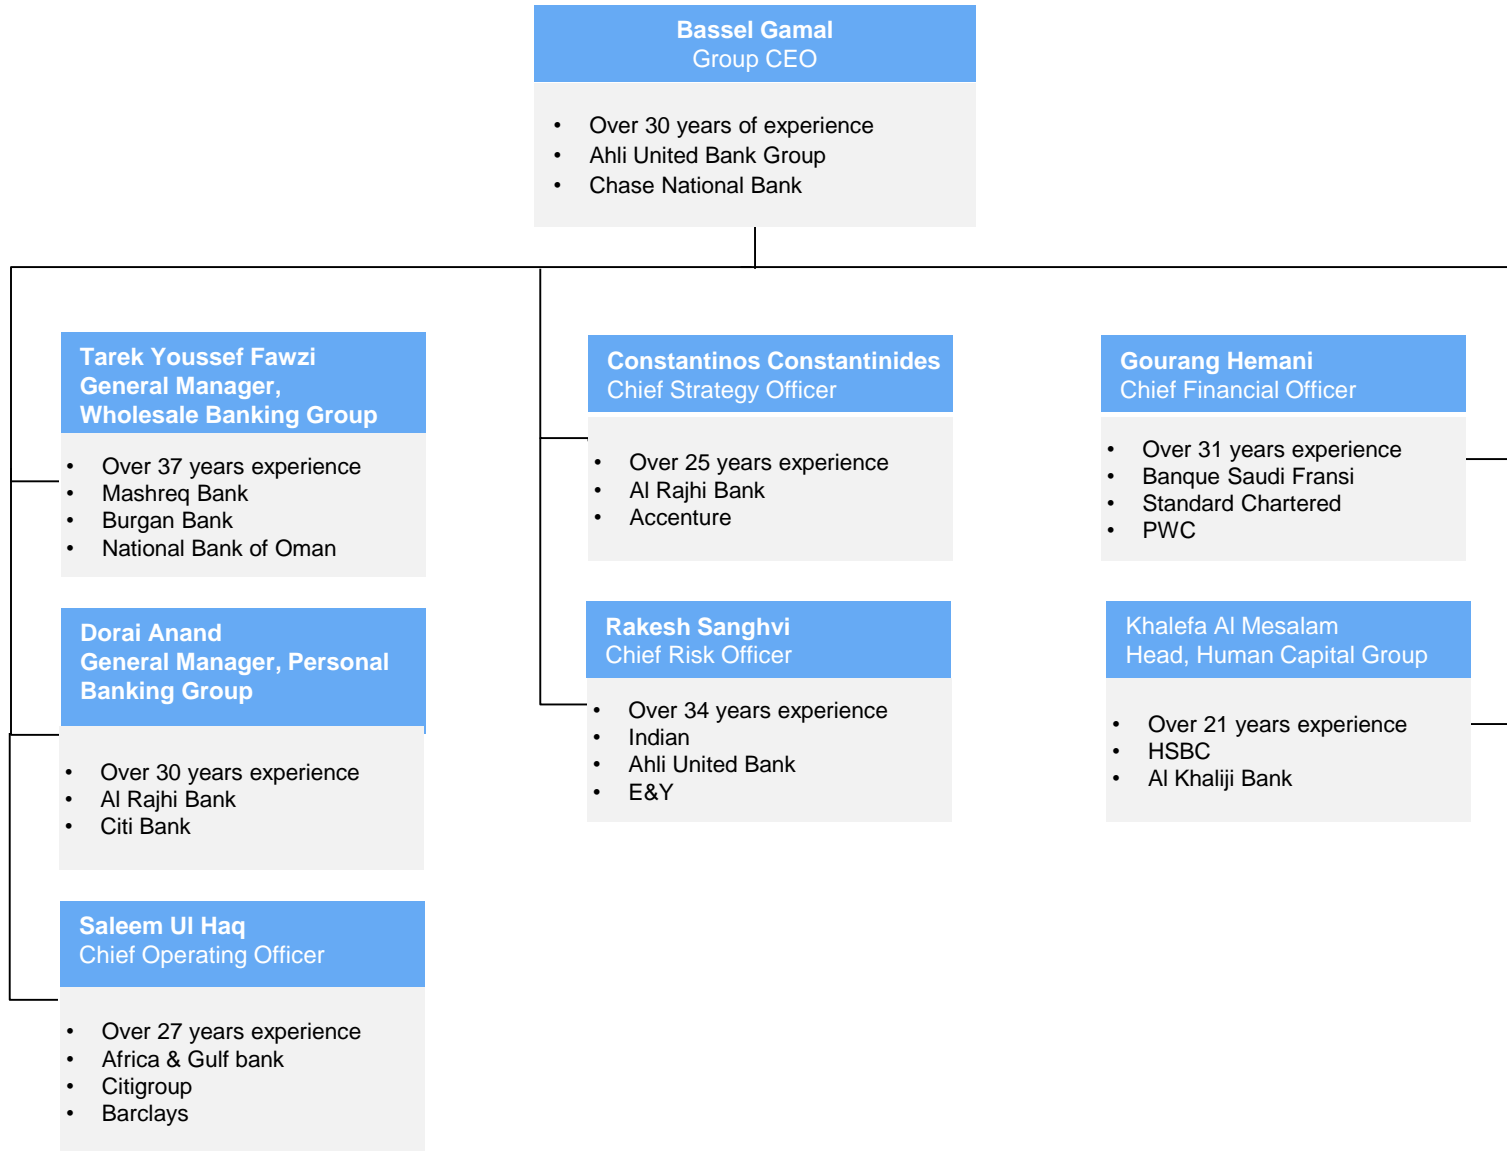 Bassel Gamal
Group CEO
• Over 30 years of experience
• Ahli United Bank Group
• Chase National Bank
Tarek Youssef Fawzi
General Manager,
Wholesale Banking Group
• Over 37 years experience
• Mashreq Bank
• Burgan Bank
• National Bank of Oman
Constantinos Constantinides
Chief Strategy Officer
• Over 25 years experience
• Al Rajhi Bank
• Accenture
Gourang Hemani
Chief Financial Officer
• Over 31 years experience
• Banque Saudi Fransi
• Standard Chartered
• PWC
Dorai Anand
General Manager, Personal
Banking Group
• Over 30 years experience
• Al Rajhi Bank
• Citi Bank
Rakesh Sanghvi
Chief Risk Officer
• Over 34 years experience
• Indian
• Ahli United Bank
• E&Y
Khalefa Al Mesalam
Head, Human Capital Group
• Over 21 years experience
• HSBC
• Al Khaliji Bank
Saleem Ul Haq
Chief Operating Officer
• Over 27 years experience
• Africa & Gulf bank
• Citigroup
• Barclays